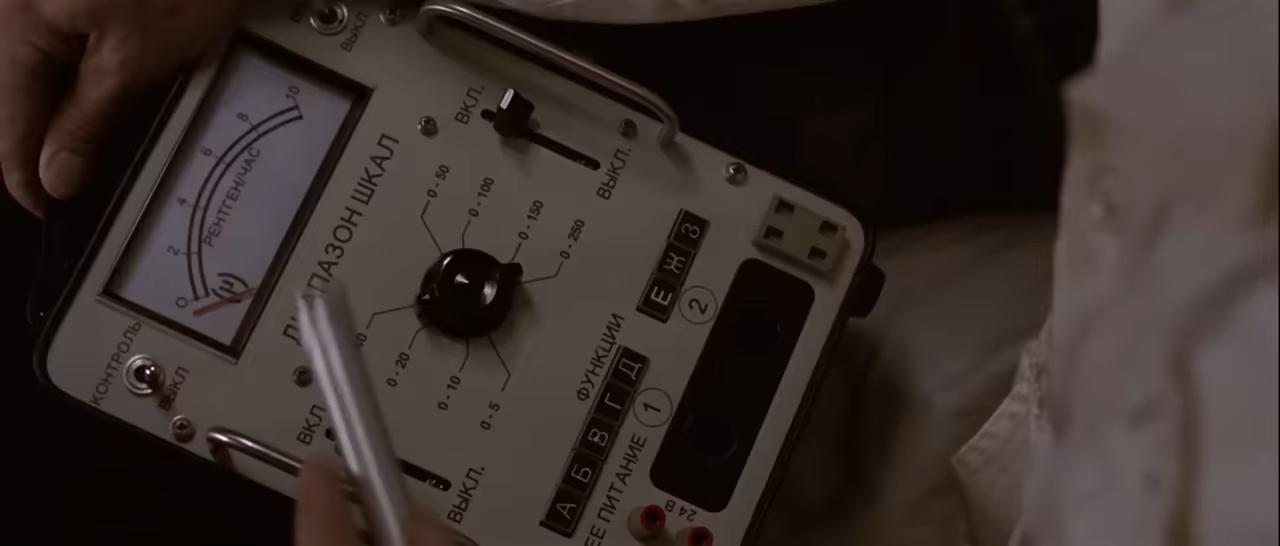 ВЫКЛ
10
8
6
4
2
0
РЕНТГЕН/ЧАС
(µ)
КОНТРОЛЬ
ВЫКЛ
ПАЗОН ШКАЛ
ВКЛ.
ВЫКЛ.
0 - 50
0 - 100
0 - 150
0 - 250
0 - 20
0 - 10
0 - 5
ВКЛ
ВЫКЛ.
ФУНКЦИИ
А Б В Г Д
1
Е Ж З
2
ЕЕ ПИТАНИЕ
24 В